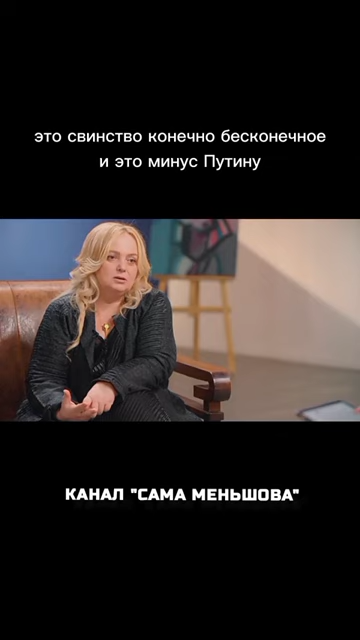 это свинство конечно бесконечное
и это минус Путину
КАНАЛ "САМА МЕНЬШОВА"